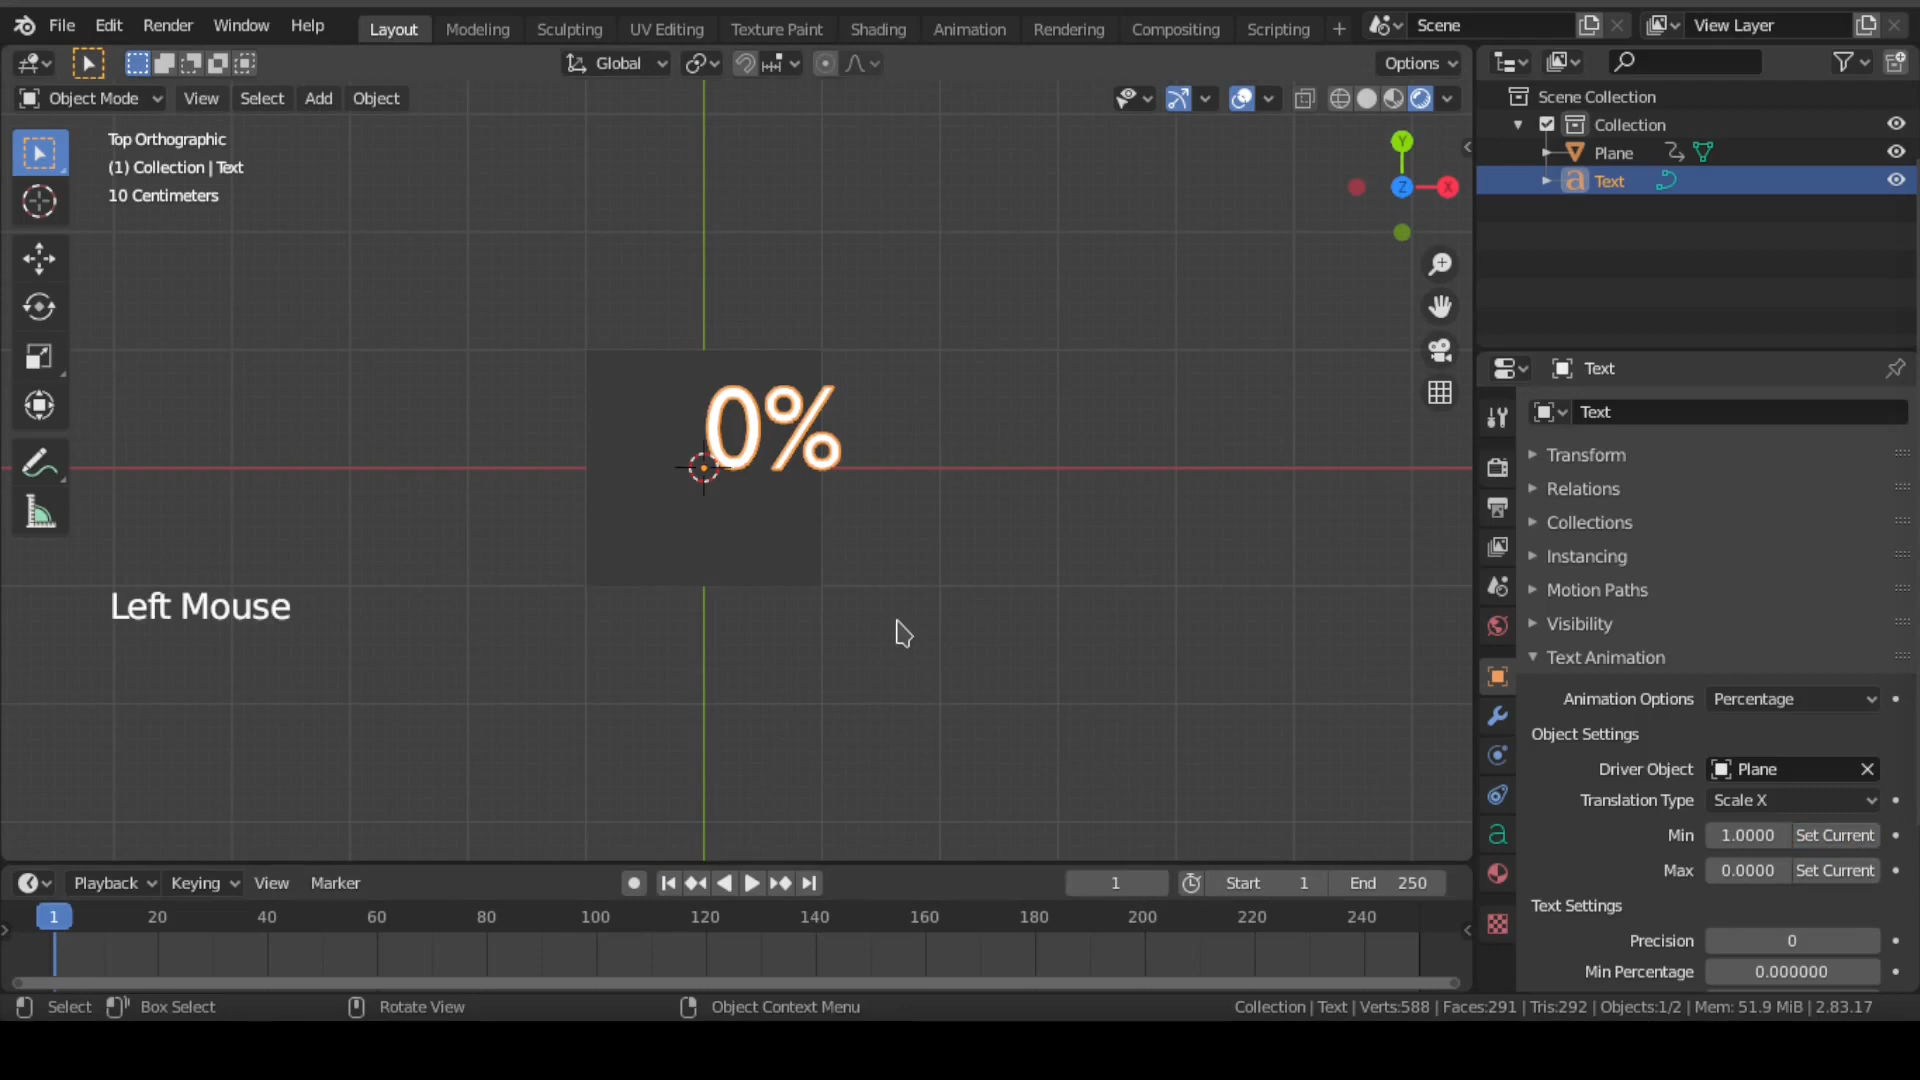 File Edit Render Window Help Layout Modeling Sculpting UV Editing Texture Paint Shading Animation Rendering Compositing Scripting + Scene View Layer
Global Options
Object Mode View Select Add Object
Scene Collection
Collection
Plane
Text
Top Orthographic
(1) Collection | Text
10 Centimeters
Y
Z
X
0%
Left Mouse
Text
Text
Transform
Relations
Collections
Instancing
Motion Paths
Visibility
Text Animation
Animation Options Percentage
Object Settings
Driver Object Plane
Translation Type Scale X
Min 1.0000 Set Current
Max 0.0000 Set Current
Text Settings
Precision 0
Min Percentage 0.000000
Playback Keying View Marker 1 Start 1 End 250
1 20 40 60 80 100 120 140 160 180 200 220 240
Select Box Select Rotate View Object Context Menu Collection | Text | Verts:588 | Faces:291 | Tris:292 | Objects:1/2 | Mem: 51.9 MiB | 2.83.17